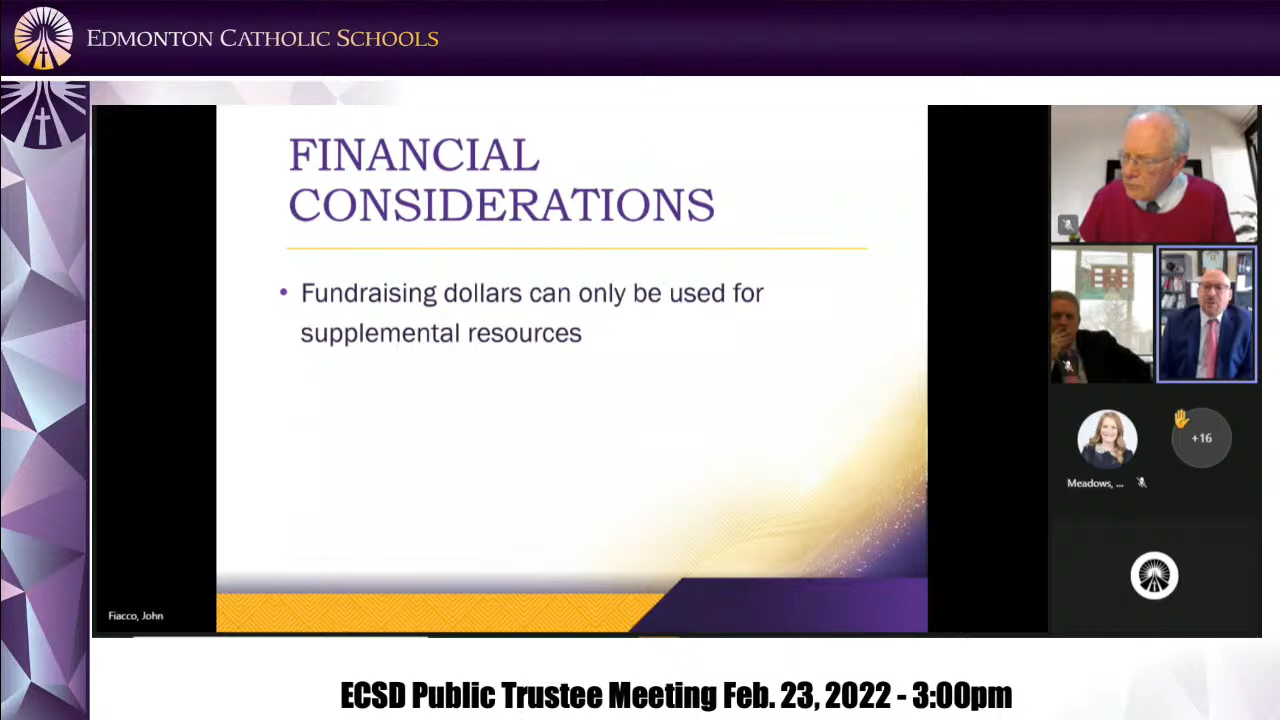 EDMONTON CATHOLIC SCHOOLS
FINANCIAL
CONSIDERATIONS
• Fundraising dollars can only be used for
supplemental resources
+16
Meadows, ...
Fiacco, John
ECSD Public Trustee Meeting Feb. 23, 2022 - 3:00pm